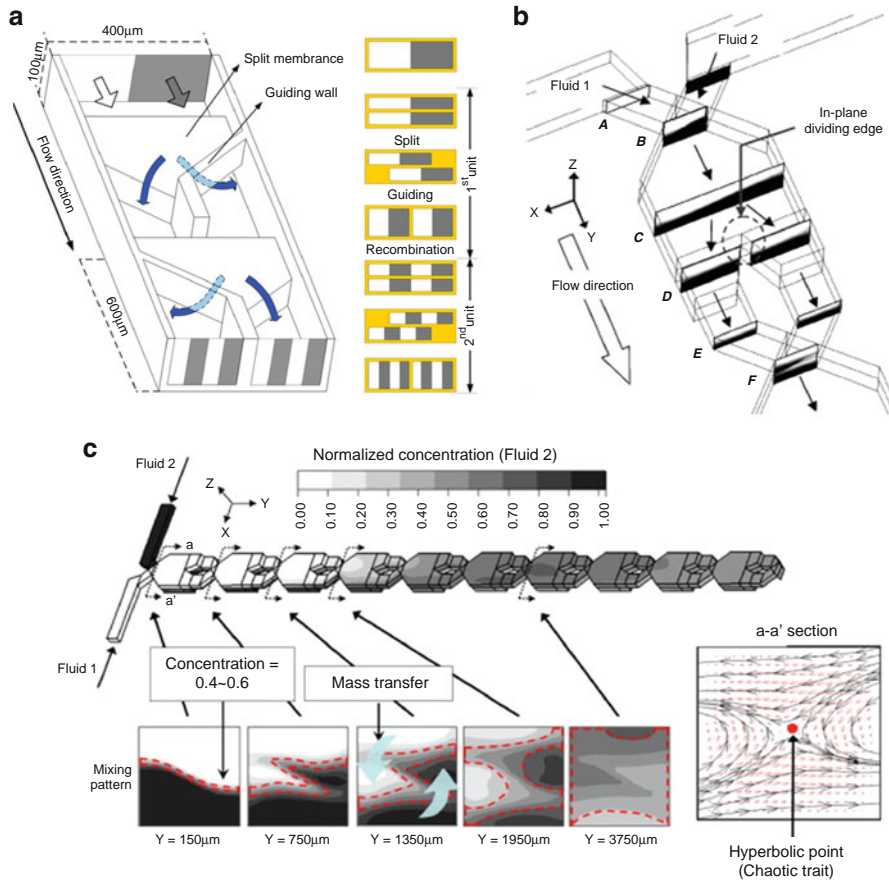 a
400µm
100µm
Split membrance
Guiding wall
Flow direction
600µm
Split
Guiding
Recombination
1st unit
2nd unit
b
Fluid 2
Fluid 1
A
B
In-plane
dividing edge
Z
X
Y
C
D
Flow direction
E
F
c
Normalized concentration (Fluid 2)
Fluid 2
Z
Y
X
0.00
0.10
0.20
0.30
0.40
0.50
0.60
0.70
0.80
0.90
1.00
a
a'
Fluid 1
Concentration =
0.4~0.6
Mass transfer
a-a' section
Mixing
pattern
Y = 150µm
Y = 750µm
Y = 1350µm
Y = 1950µm
Y = 3750µm
Hyperbolic point
(Chaotic trait)